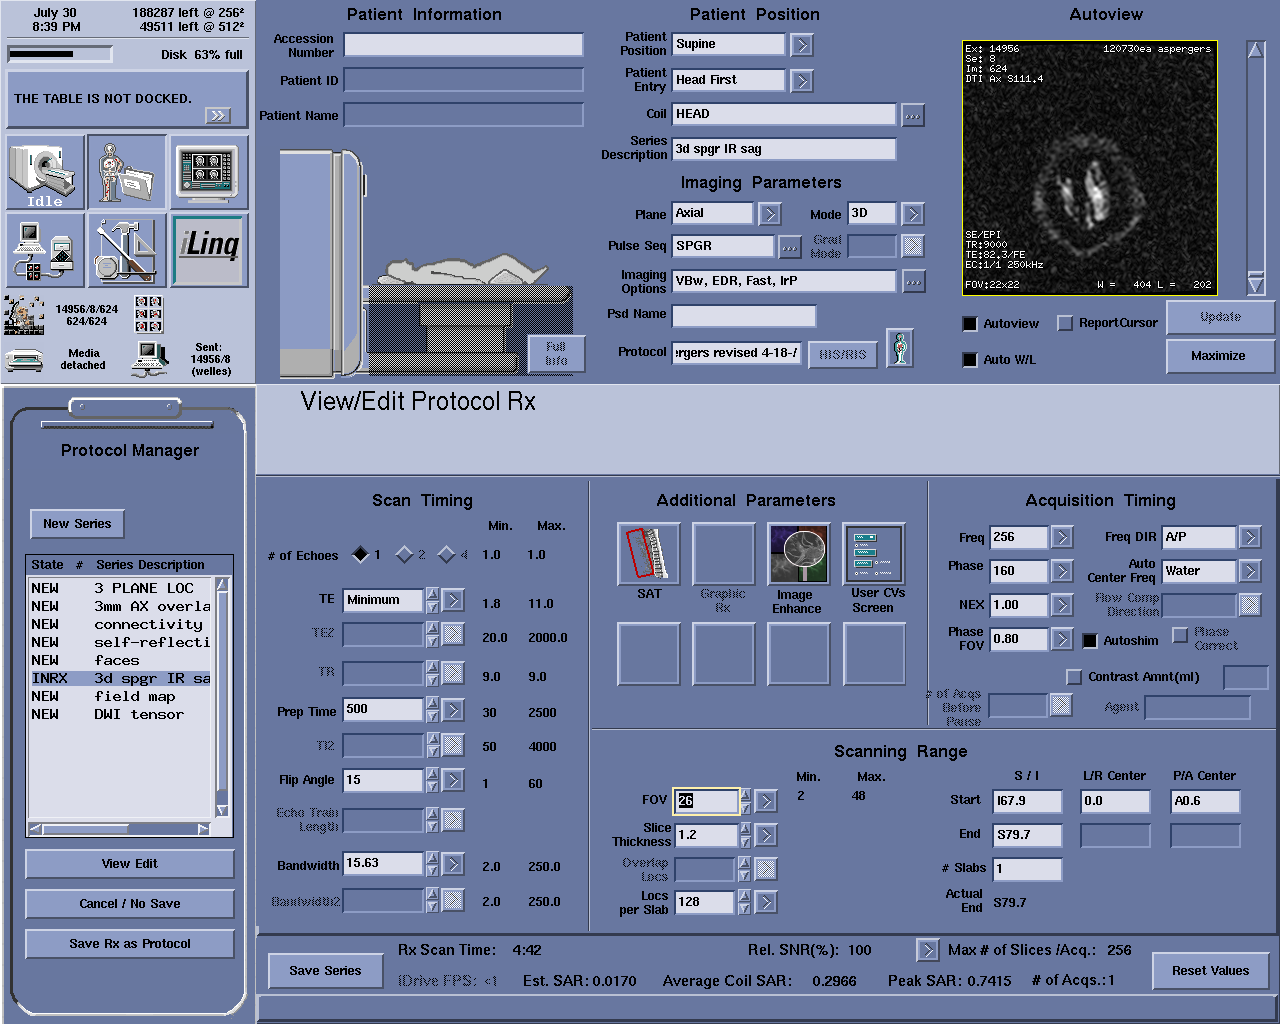 July 30
8:39 PM
188287 left @ 256²
49511 left @ 512²
Disk 63% full
THE TABLE IS NOT DOCKED.
>>
Idle
iLinq
14956/8/624
624/624
Media
detached
Sent:
14956/8
(welles)
Patient Information
Accession
Number
Patient ID
Patient Name
Full
Info
Patient Position
Patient
Position
Supine
Patient
Entry
Head First
Coil
HEAD
...
Series
Description
3d spgr IR sag
Imaging Parameters
Plane
Axial
Mode
3D
Pulse Seq
SPGR
...
Grad
Mode
Imaging
Options
VBw, EDR, Fast, IrP
...
Psd Name
Protocol
ergers revised 4-18-/
HIS/RIS
Autoview
Ex: 14956
Se: 8
Im: 624
DTI Ax S111.4
120730ea aspergers
SE/EPI
TR:9000
TE:82.3/FE
EC:1/1 250kHz
FOV:22x22
W = 404 L = 202
Autoview
ReportCursor
Update
Auto W/L
Maximize
View/Edit Protocol Rx
Protocol Manager
New Series
State # Series Description
NEW 3 PLANE LOC
NEW 3mm AX overla
NEW connectivity
NEW self-reflecti
NEW faces
INRX 3d spgr IR sa
NEW field map
NEW DWI tensor
View Edit
Cancel / No Save
Save Rx as Protocol
Scan Timing
Min. Max.
# of Echoes 1 2 4 1.0 1.0
TE Minimum 1.8 11.0
TE2 20.0 2000.0
TR 9.0 9.0
Prep Time 500 30 2500
TI2 50 4000
Flip Angle 15 1 60
Echo Train
Length
Bandwidth 15.63 2.0 250.0
Bandwidth2 2.0 250.0
Additional Parameters
SAT
Graphic
Rx
Image
Enhance
User CVs
Screen
Acquisition Timing
Freq 256
Freq DIR A/P
Phase 160
Auto
Center Freq
Water
NEX 1.00
Flow Comp
Direction
Phase
FOV
0.80
Autoshim
Phase
Correct
Contrast Amnt(ml)
# of Acqs
Before
Pause
Agent
Scanning Range
Min. Max.
FOV 26 2 48
Slice
Thickness
1.2
Overlap
Locs
Locs
per Slab
128
S / I L/R Center P/A Center
Start I67.9 0.0 A0.6
End S79.7
# Slabs 1
Actual
End
S79.7
Save Series
Rx Scan Time: 4:42
Rel. SNR(%): 100
Max # of Slices /Acq.: 256
iDrive FPS: <1
Est. SAR: 0.0170
Average Coil SAR: 0.2966
Peak SAR: 0.7415
# of Acqs.: 1
Reset Values